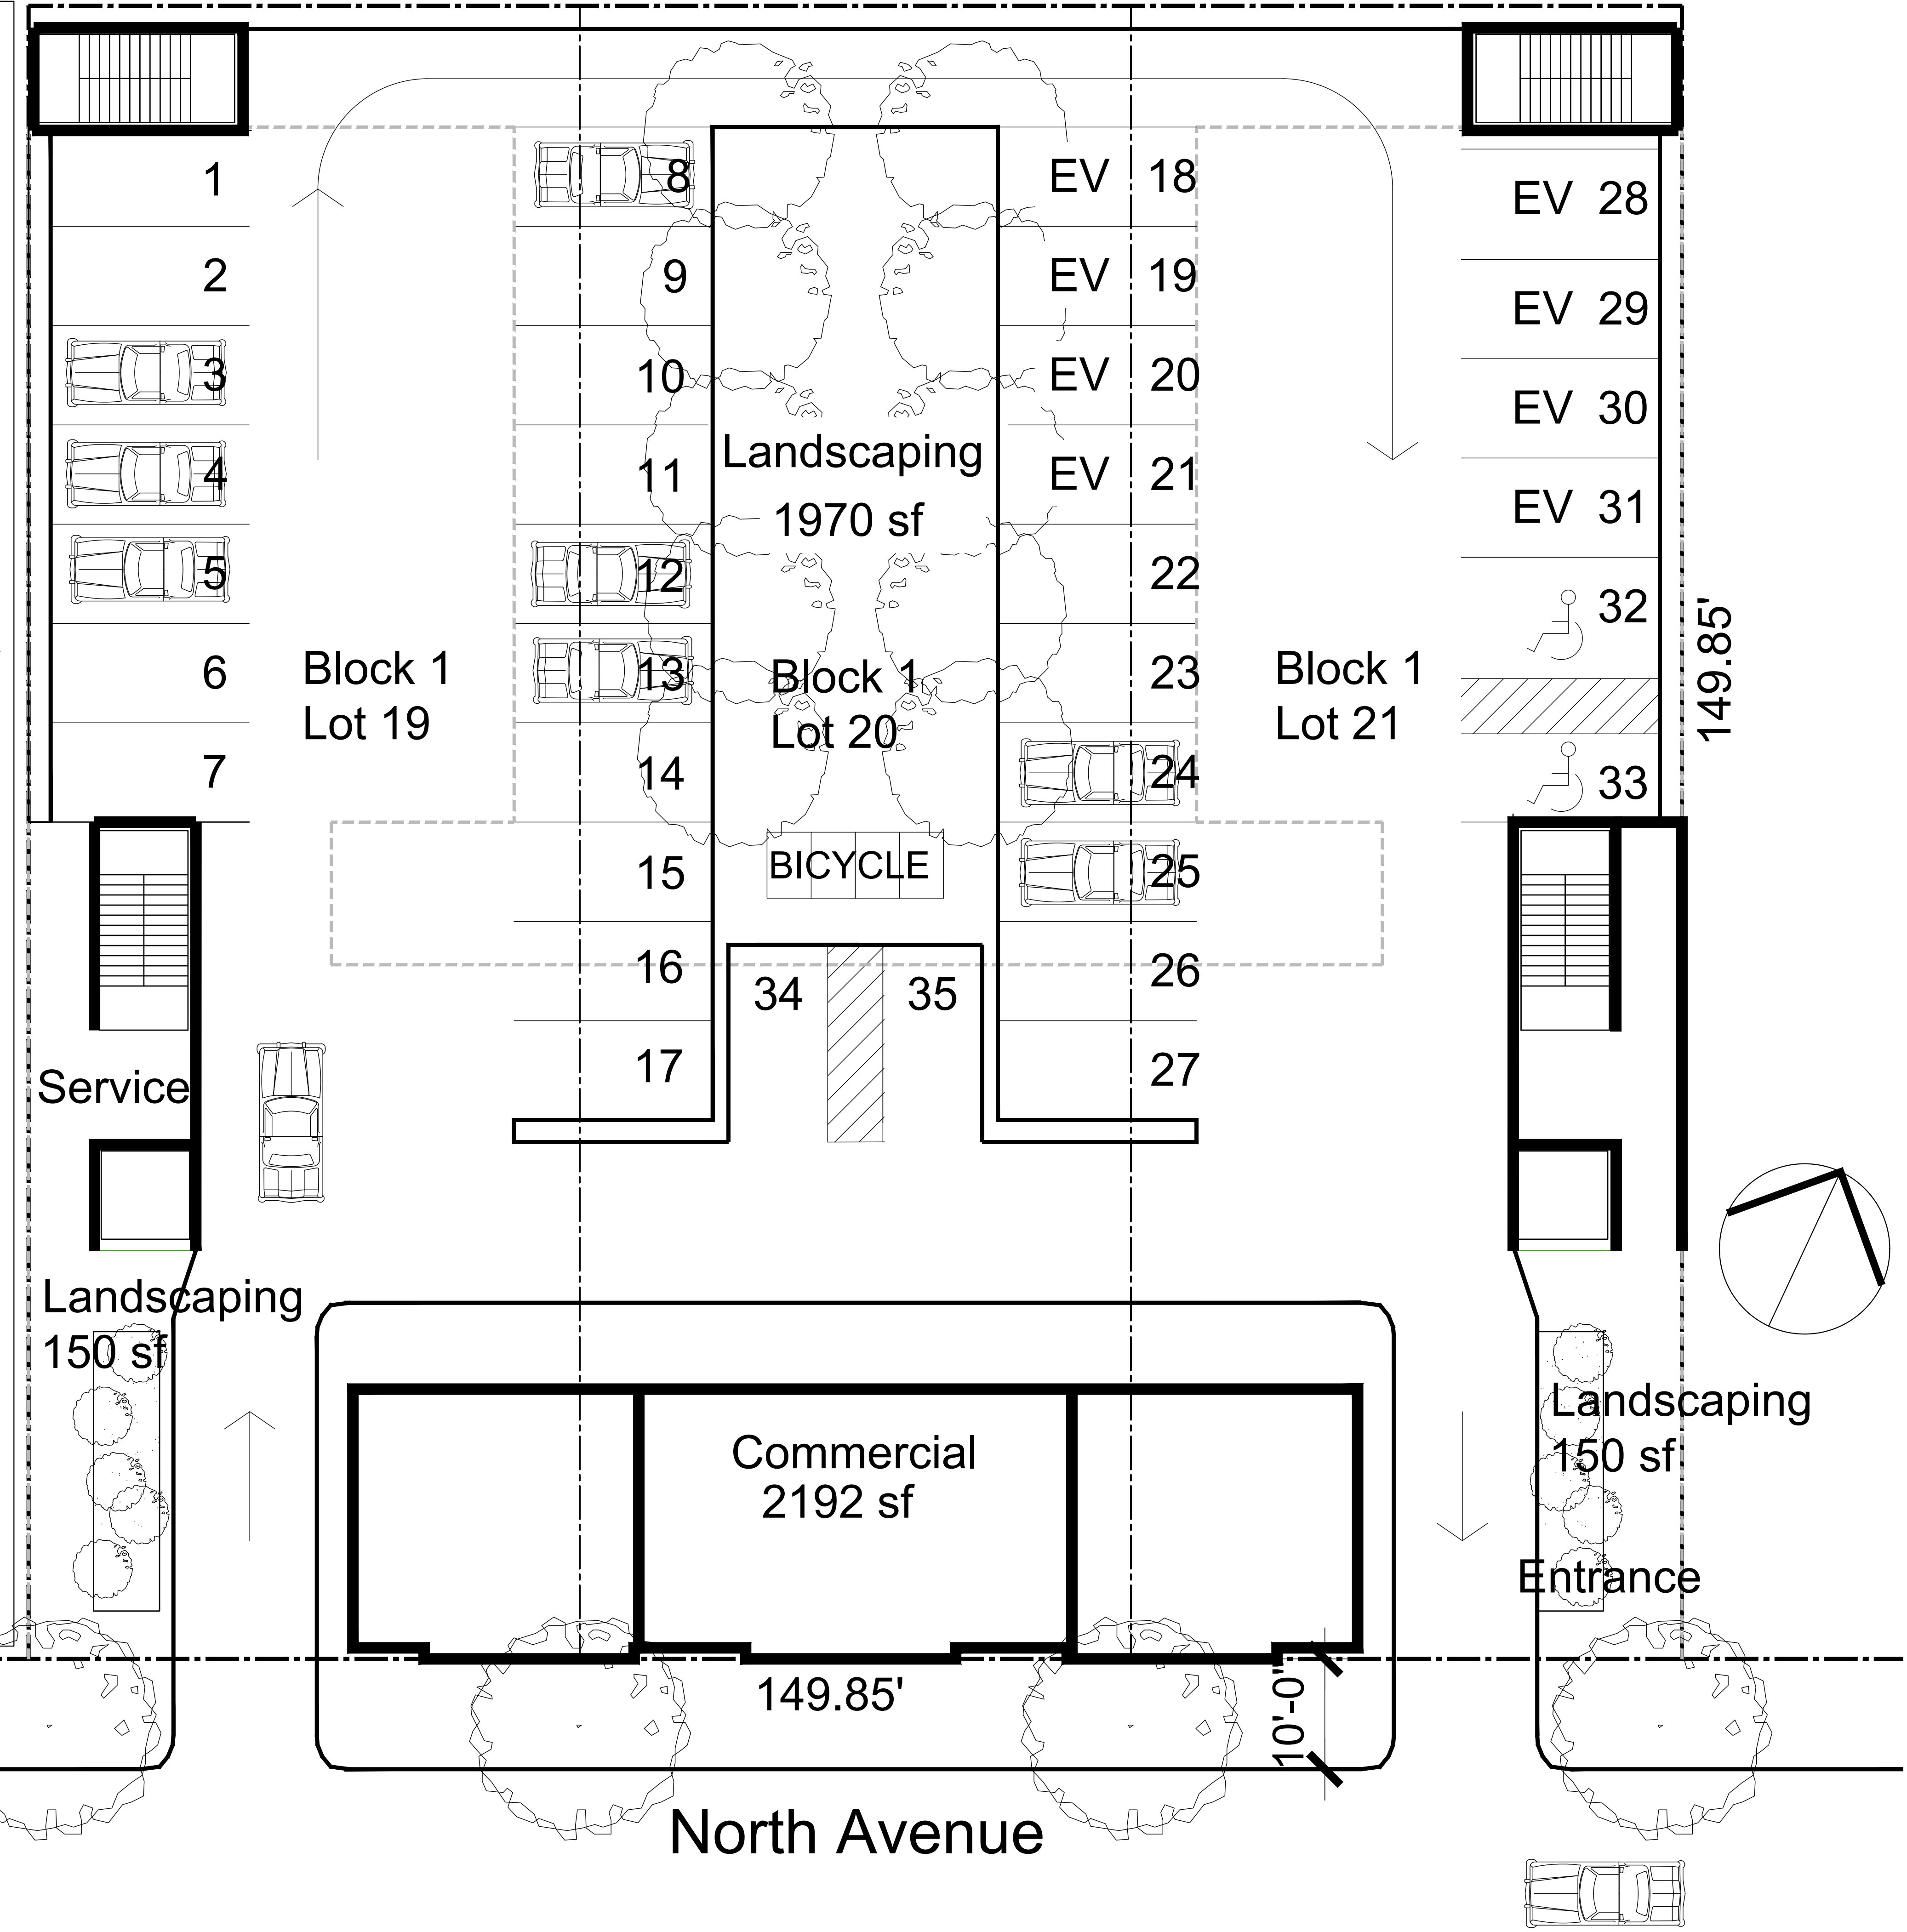 1
8
EV 18
EV 28
2
9
EV 19
EV 29
3
10
EV 20
EV 30
4
11
Landscaping
1970 sf
EV 21
EV 31
5
12
22
32
6
Block 1
Lot 19
13
Block 1
Lot 20
23
Block 1
Lot 21
149.85'
7
14
24
33
15
BICYCLE
25
16
34
35
26
Service
17
27
Landscaping
150 sf
Commercial
2192 sf
Landscaping
150 sf
Entrance
149.85'
10'-0"
North Avenue